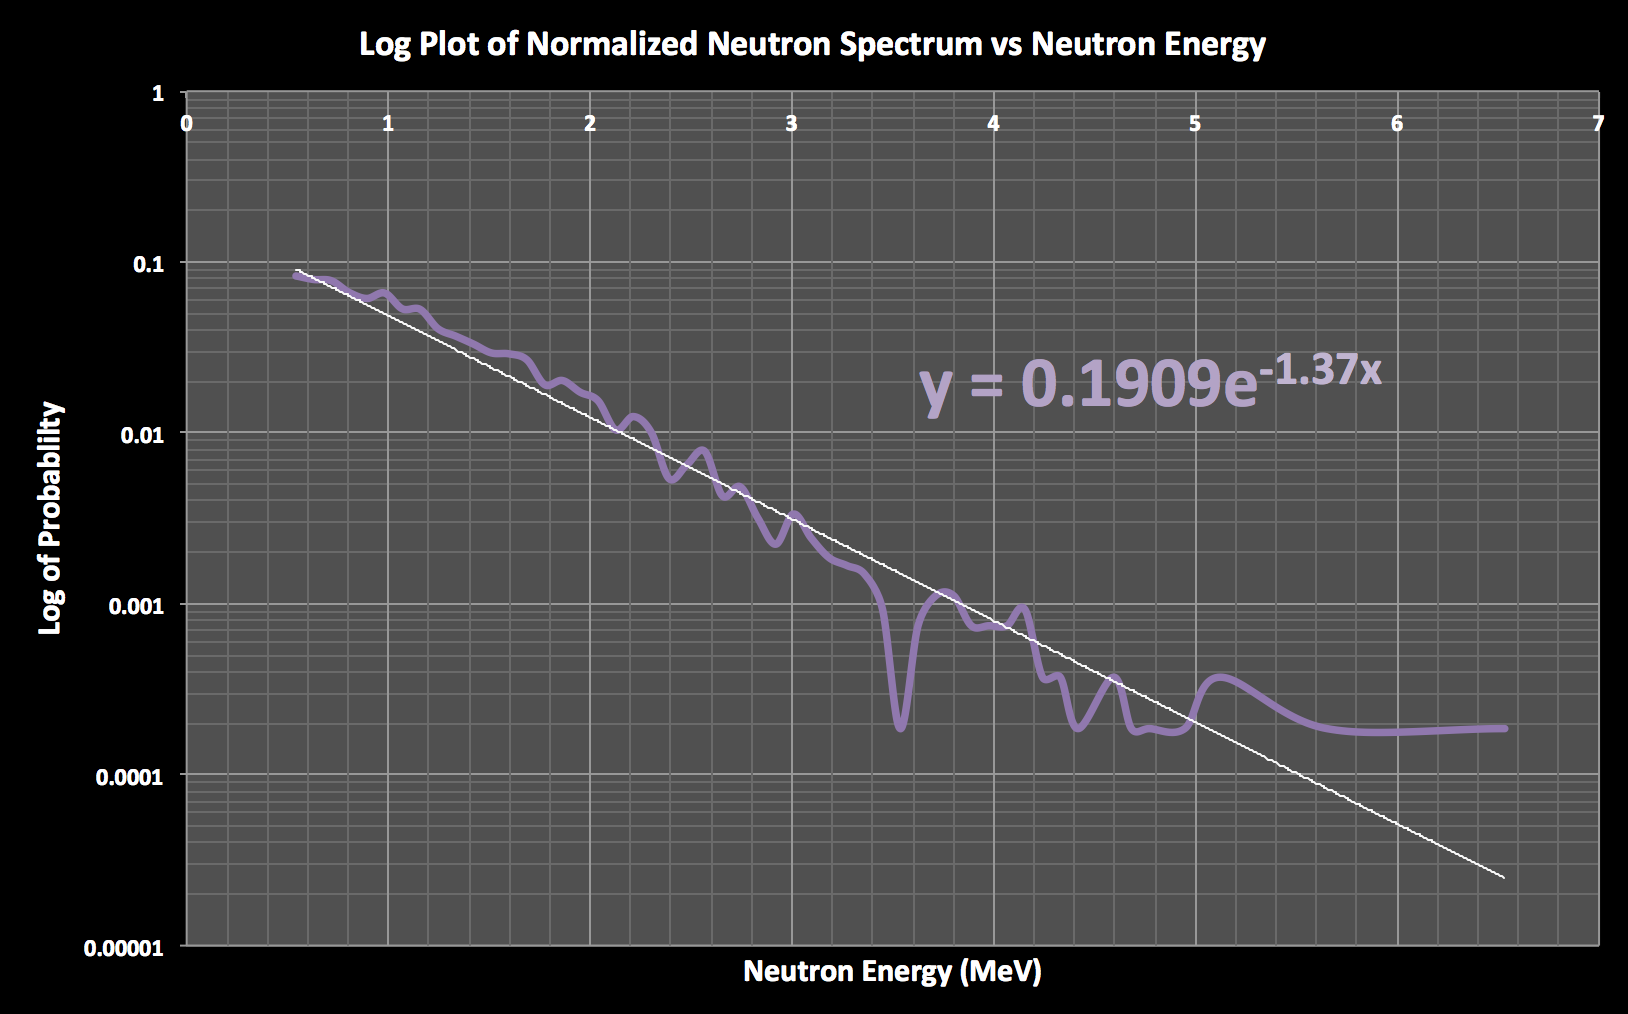 Log Plot of Normalized Neutron Spectrum vs Neutron Energy
1
0 1 2 3 4 5 6 7
0.1
y = 0.1909e-1.37x
0.01
Log of Probablilty
0.001
0.0001
0.00001
Neutron Energy (MeV)